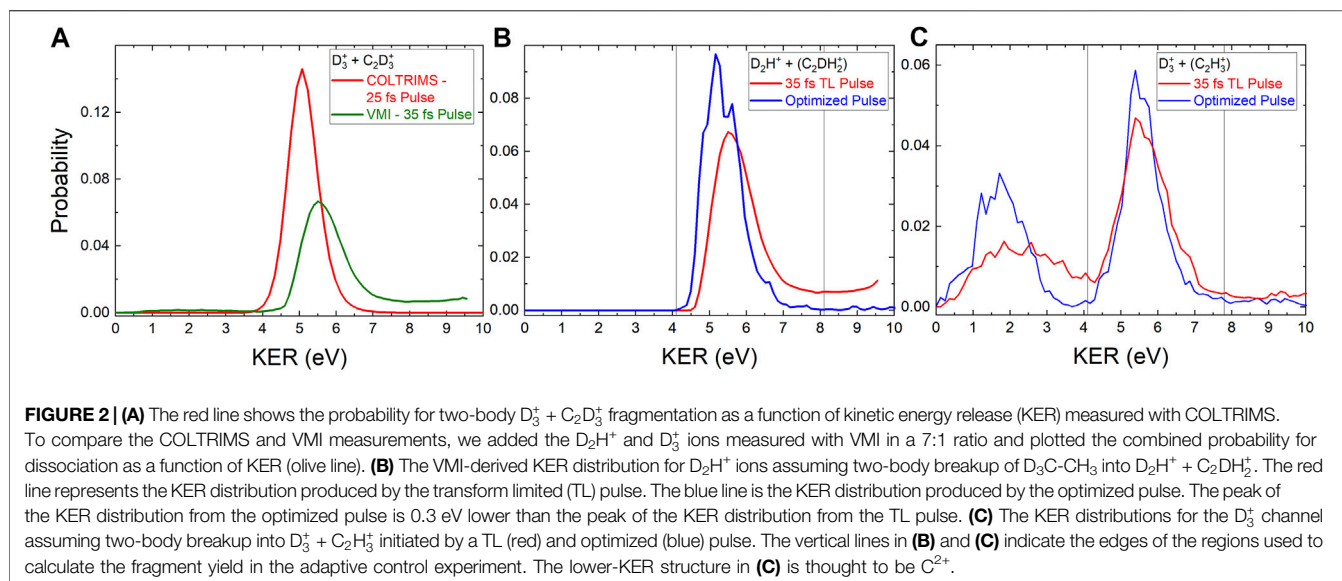 A
D₃⁺ + C₂D₃⁺
COLTRIMS -
25 fs Pulse
VMI - 35 fs Pulse
0.12
0.08
0.04
0.00
Probability
0 1 2 3 4 5 6 7 8 9 10
KER (eV)
B
D₂H⁺ + (C₂DH₂⁺)
35 fs TL Pulse
Optimized Pulse
0.10
0.08
0.06
0.04
0.02
0.00
0 1 2 3 4 5 6 7 8 9 10
KER (eV)
C
D₃⁺ + (C₂H₃⁺)
35 fs TL Pulse
Optimized Pulse
0.06
0.04
0.02
0.00
0 1 2 3 4 5 6 7 8 9 10
KER (eV)
FIGURE 2 | (A) The red line shows the probability for two-body D₃⁺ + C₂D₃⁺ fragmentation as a function of kinetic energy release (KER) measured with COLTRIMS.
To compare the COLTRIMS and VMI measurements, we added the D₂H⁺ and D₃⁺ ions measured with VMI in a 7:1 ratio and plotted the combined probability for
dissociation as a function of KER (olive line). (B) The VMI-derived KER distribution for D₂H⁺ ions assuming two-body breakup of D₃C-CH₃ into D₂H⁺ + C₂DH₂⁺. The red
line represents the KER distribution produced by the transform limited (TL) pulse. The blue line is the KER distribution produced by the optimized pulse. The peak of
the KER distribution from the optimized pulse is 0.3 eV lower than the peak of the KER distribution from the TL pulse. (C) The KER distributions for the D₃⁺ channel
assuming two-body breakup into D₃⁺ + C₂H₃⁺ initiated by a TL (red) and optimized (blue) pulse. The vertical lines in (B) and (C) indicate the edges of the regions used to
calculate the fragment yield in the adaptive control experiment. The lower-KER structure in (C) is thought to be C²⁺.